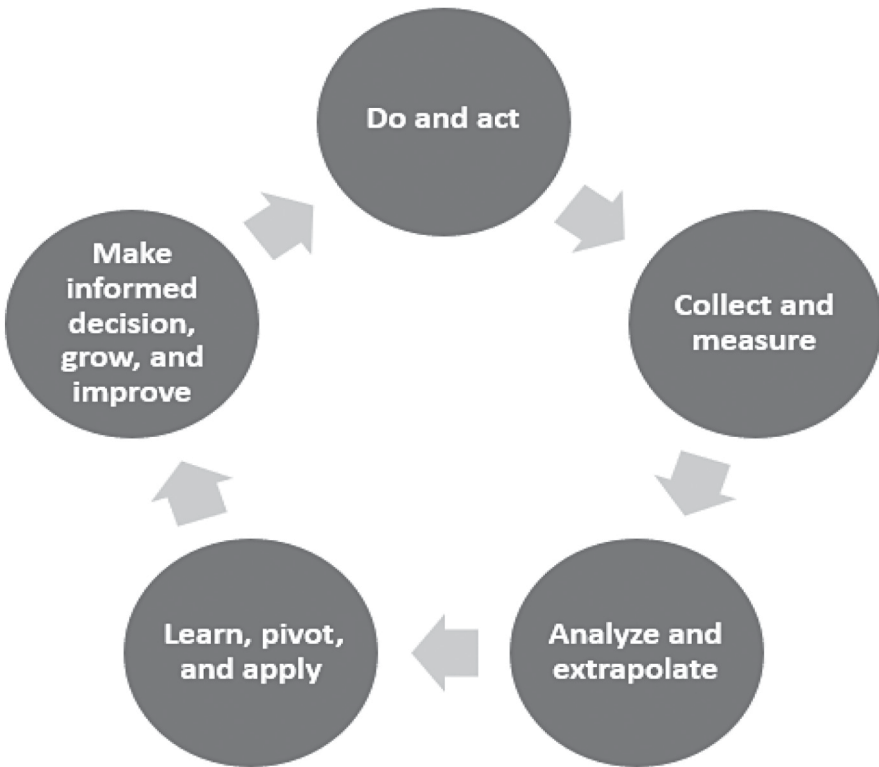 Do and act
Collect and
measure
Analyze and
extrapolate
Learn, pivot,
and apply
Make
informed
decision,
grow, and
improve